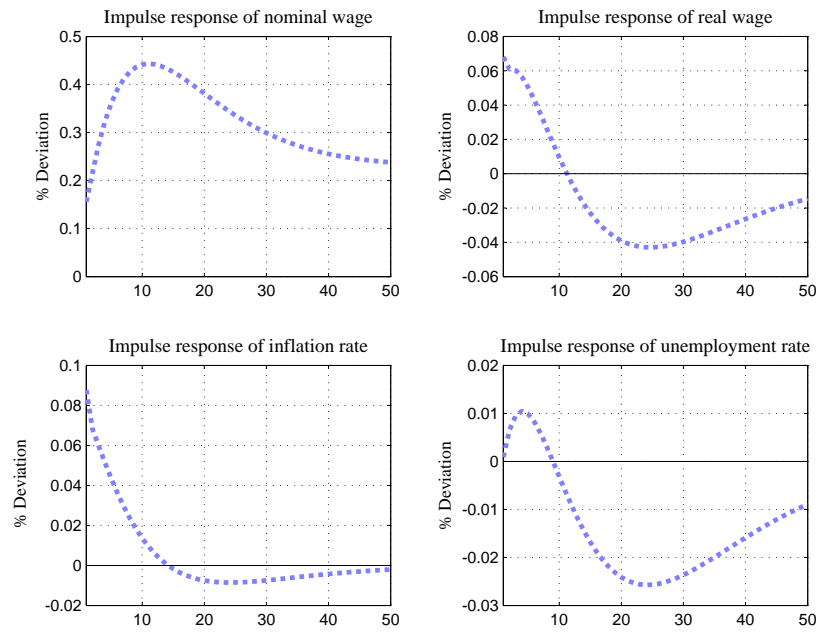 Impulse response of nominal wage
% Deviation
0.5
0.4
0.3
0.2
0.1
0
10 20 30 40 50
Impulse response of real wage
% Deviation
0.08
0.06
0.04
0.02
0
-0.02
-0.04
-0.06
10 20 30 40 50
Impulse response of inflation rate
% Deviation
0.1
0.08
0.06
0.04
0.02
0
-0.02
10 20 30 40 50
Impulse response of unemployment rate
% Deviation
0.02
0.01
0
-0.01
-0.02
-0.03
10 20 30 40 50